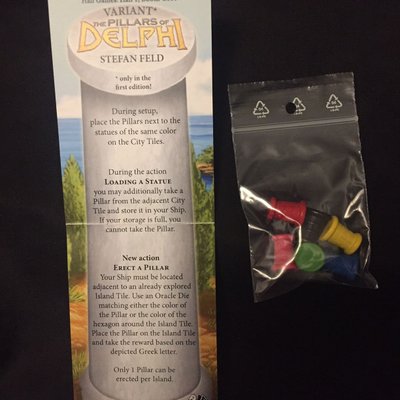 VARIANT*
THE PILLARS OF
DELPHI
STEFAN FELD
* only in the
first edition!
During setup,
place the Pillars next to the
statues of the same color
on the City Tiles.
During the action
LOADING A STATUE
you may additionally take a
Pillar from the adjacent City
Tile and store it in your Ship.
If your storage is full, you
cannot take the Pillar.
New action
ERECT A PILLAR
Your Ship must be located
adjacent to an already explored
Island Tile. Use an Oracle Die
matching either the color of
the Pillar or the color of the
hexagon around the Island Tile.
Place the Pillar on the Island Tile
and take the reward based on the
depicted Greek letter.
Only 1 Pillar can be
erected per Island.